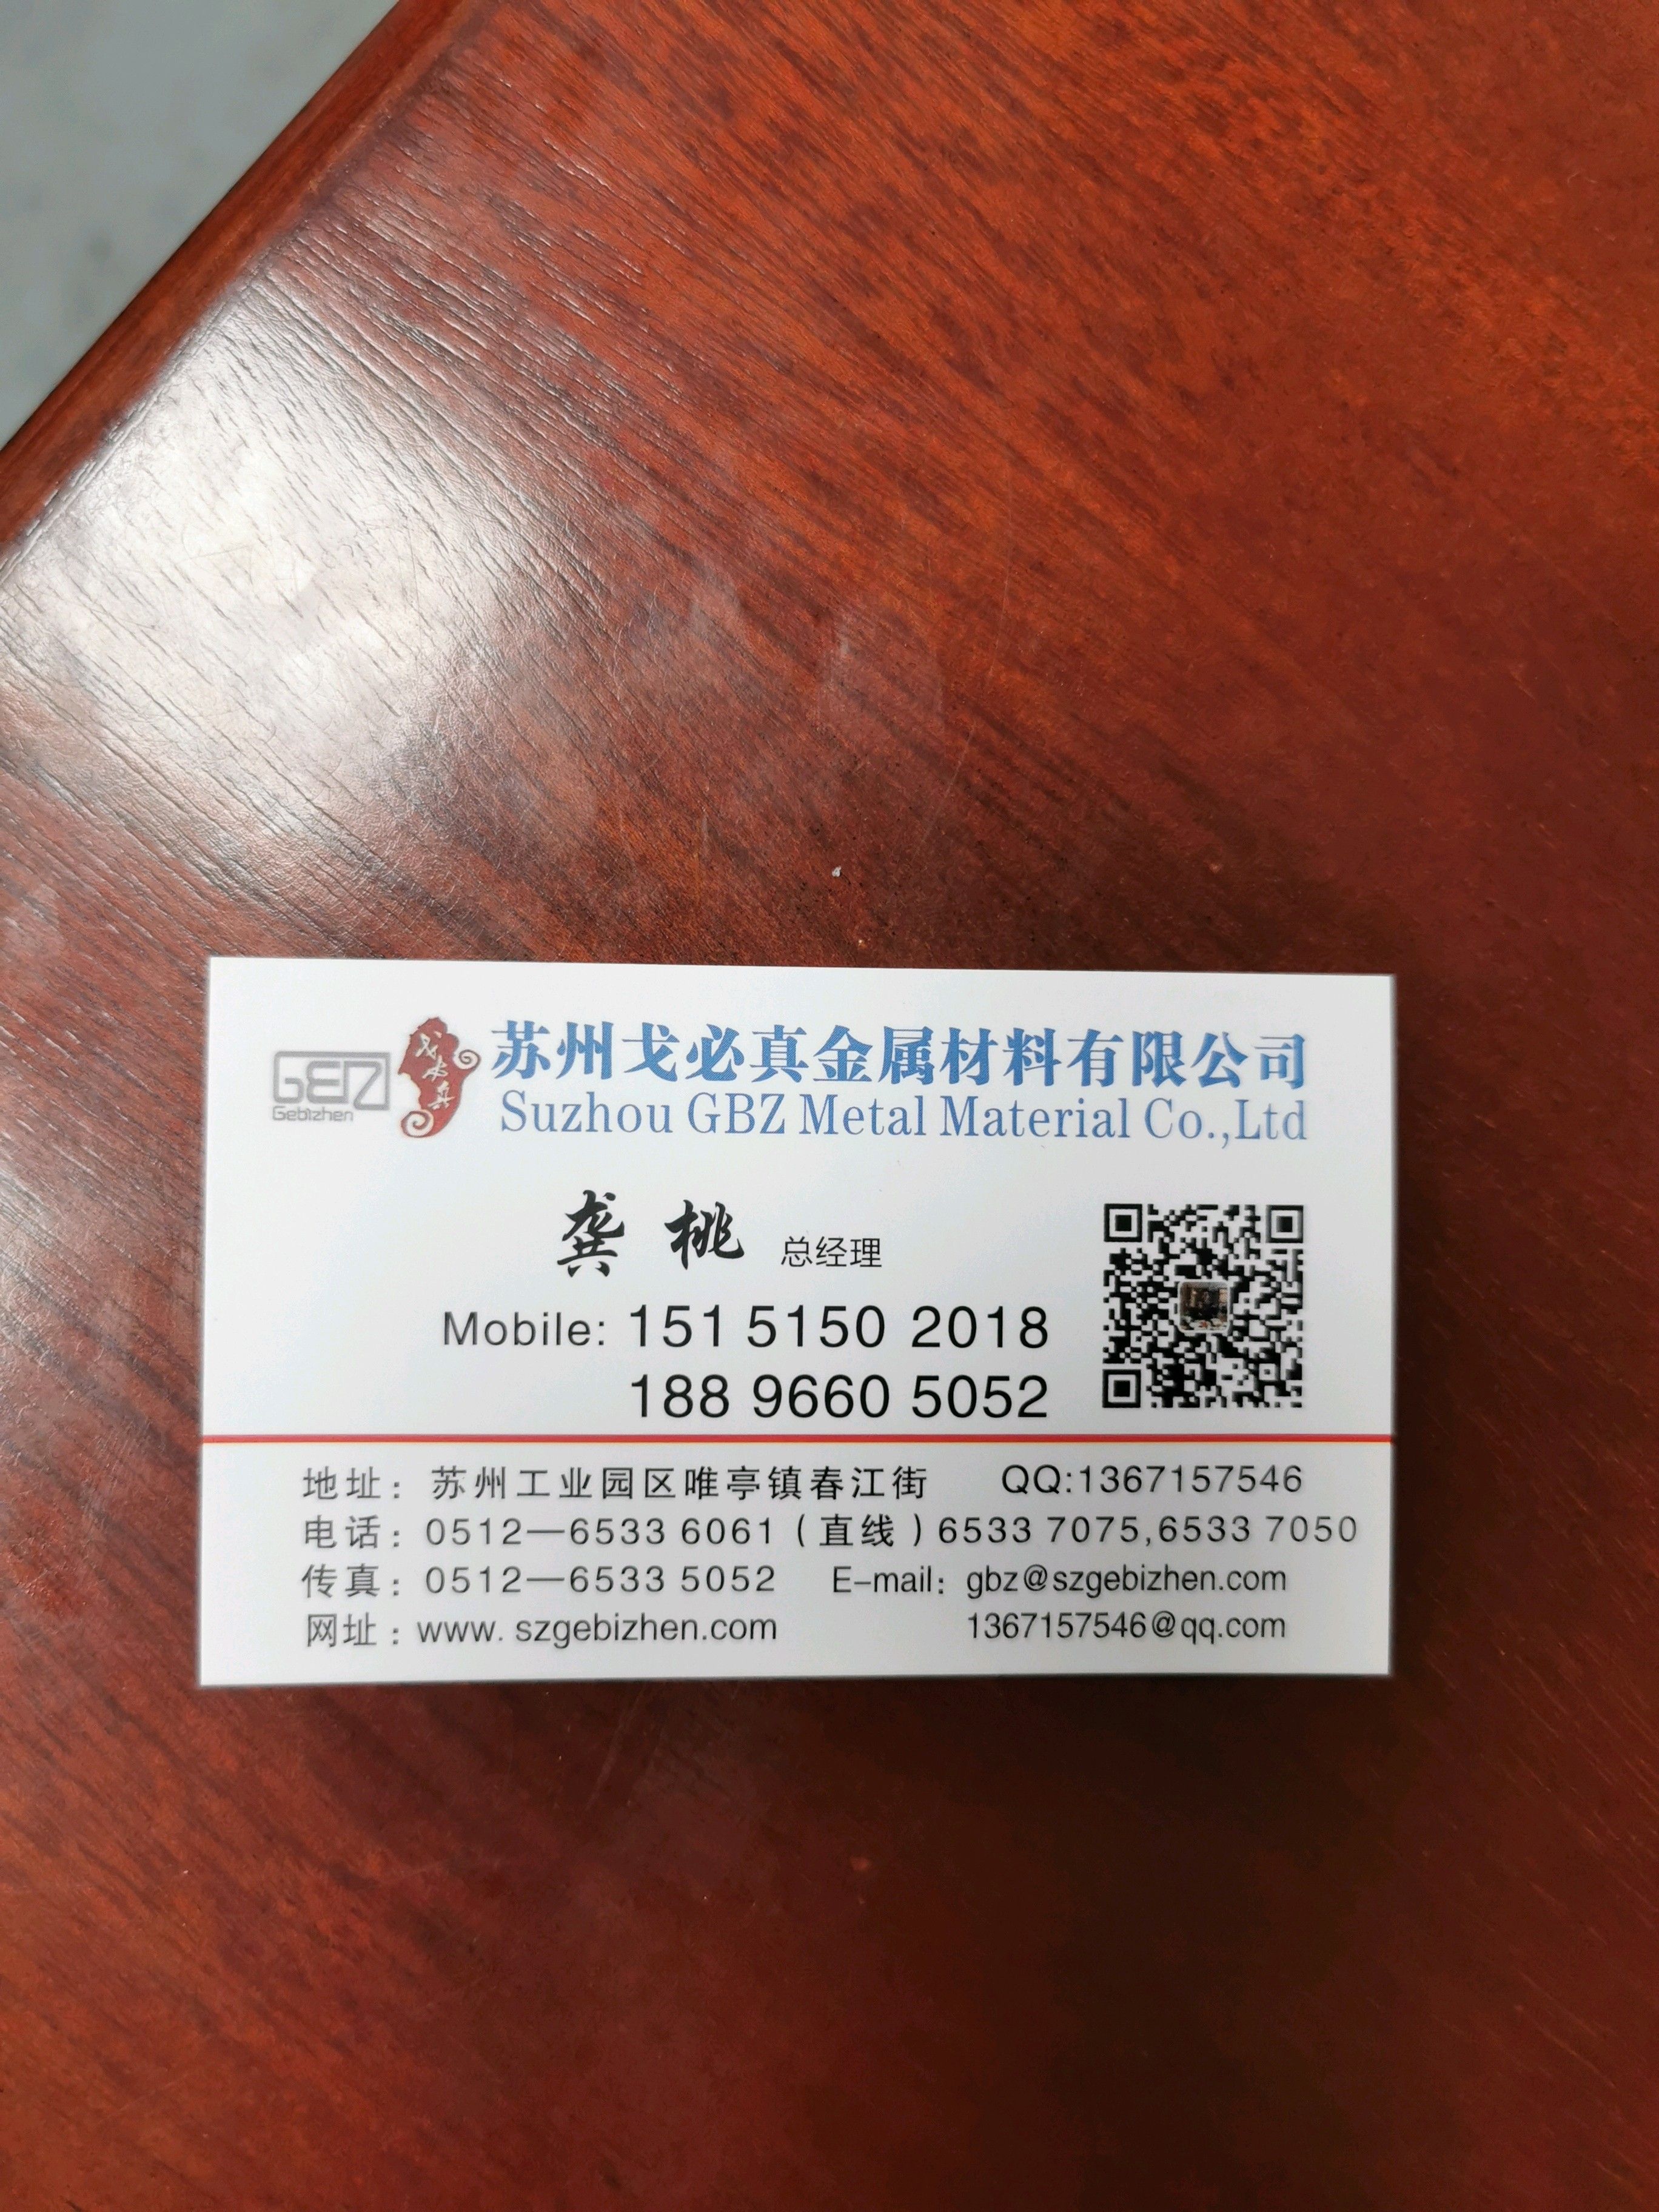 GBZ
Gebizhen
戈必真
苏州戈必真金属材料有限公司
Suzhou GBZ Metal Material Co.,Ltd
龚 桃 总经理
Mobile: 151 5150 2018
188 9660 5052
地址：苏州工业园区唯亭镇春江街 QQ:1367157546
电话：0512—6533 6061（直线）6533 7075,6533 7050
传真：0512—6533 5052 E-mail：gbz@szgebizhen.com
网址：www. szgebizhen.com 1367157546@qq.com